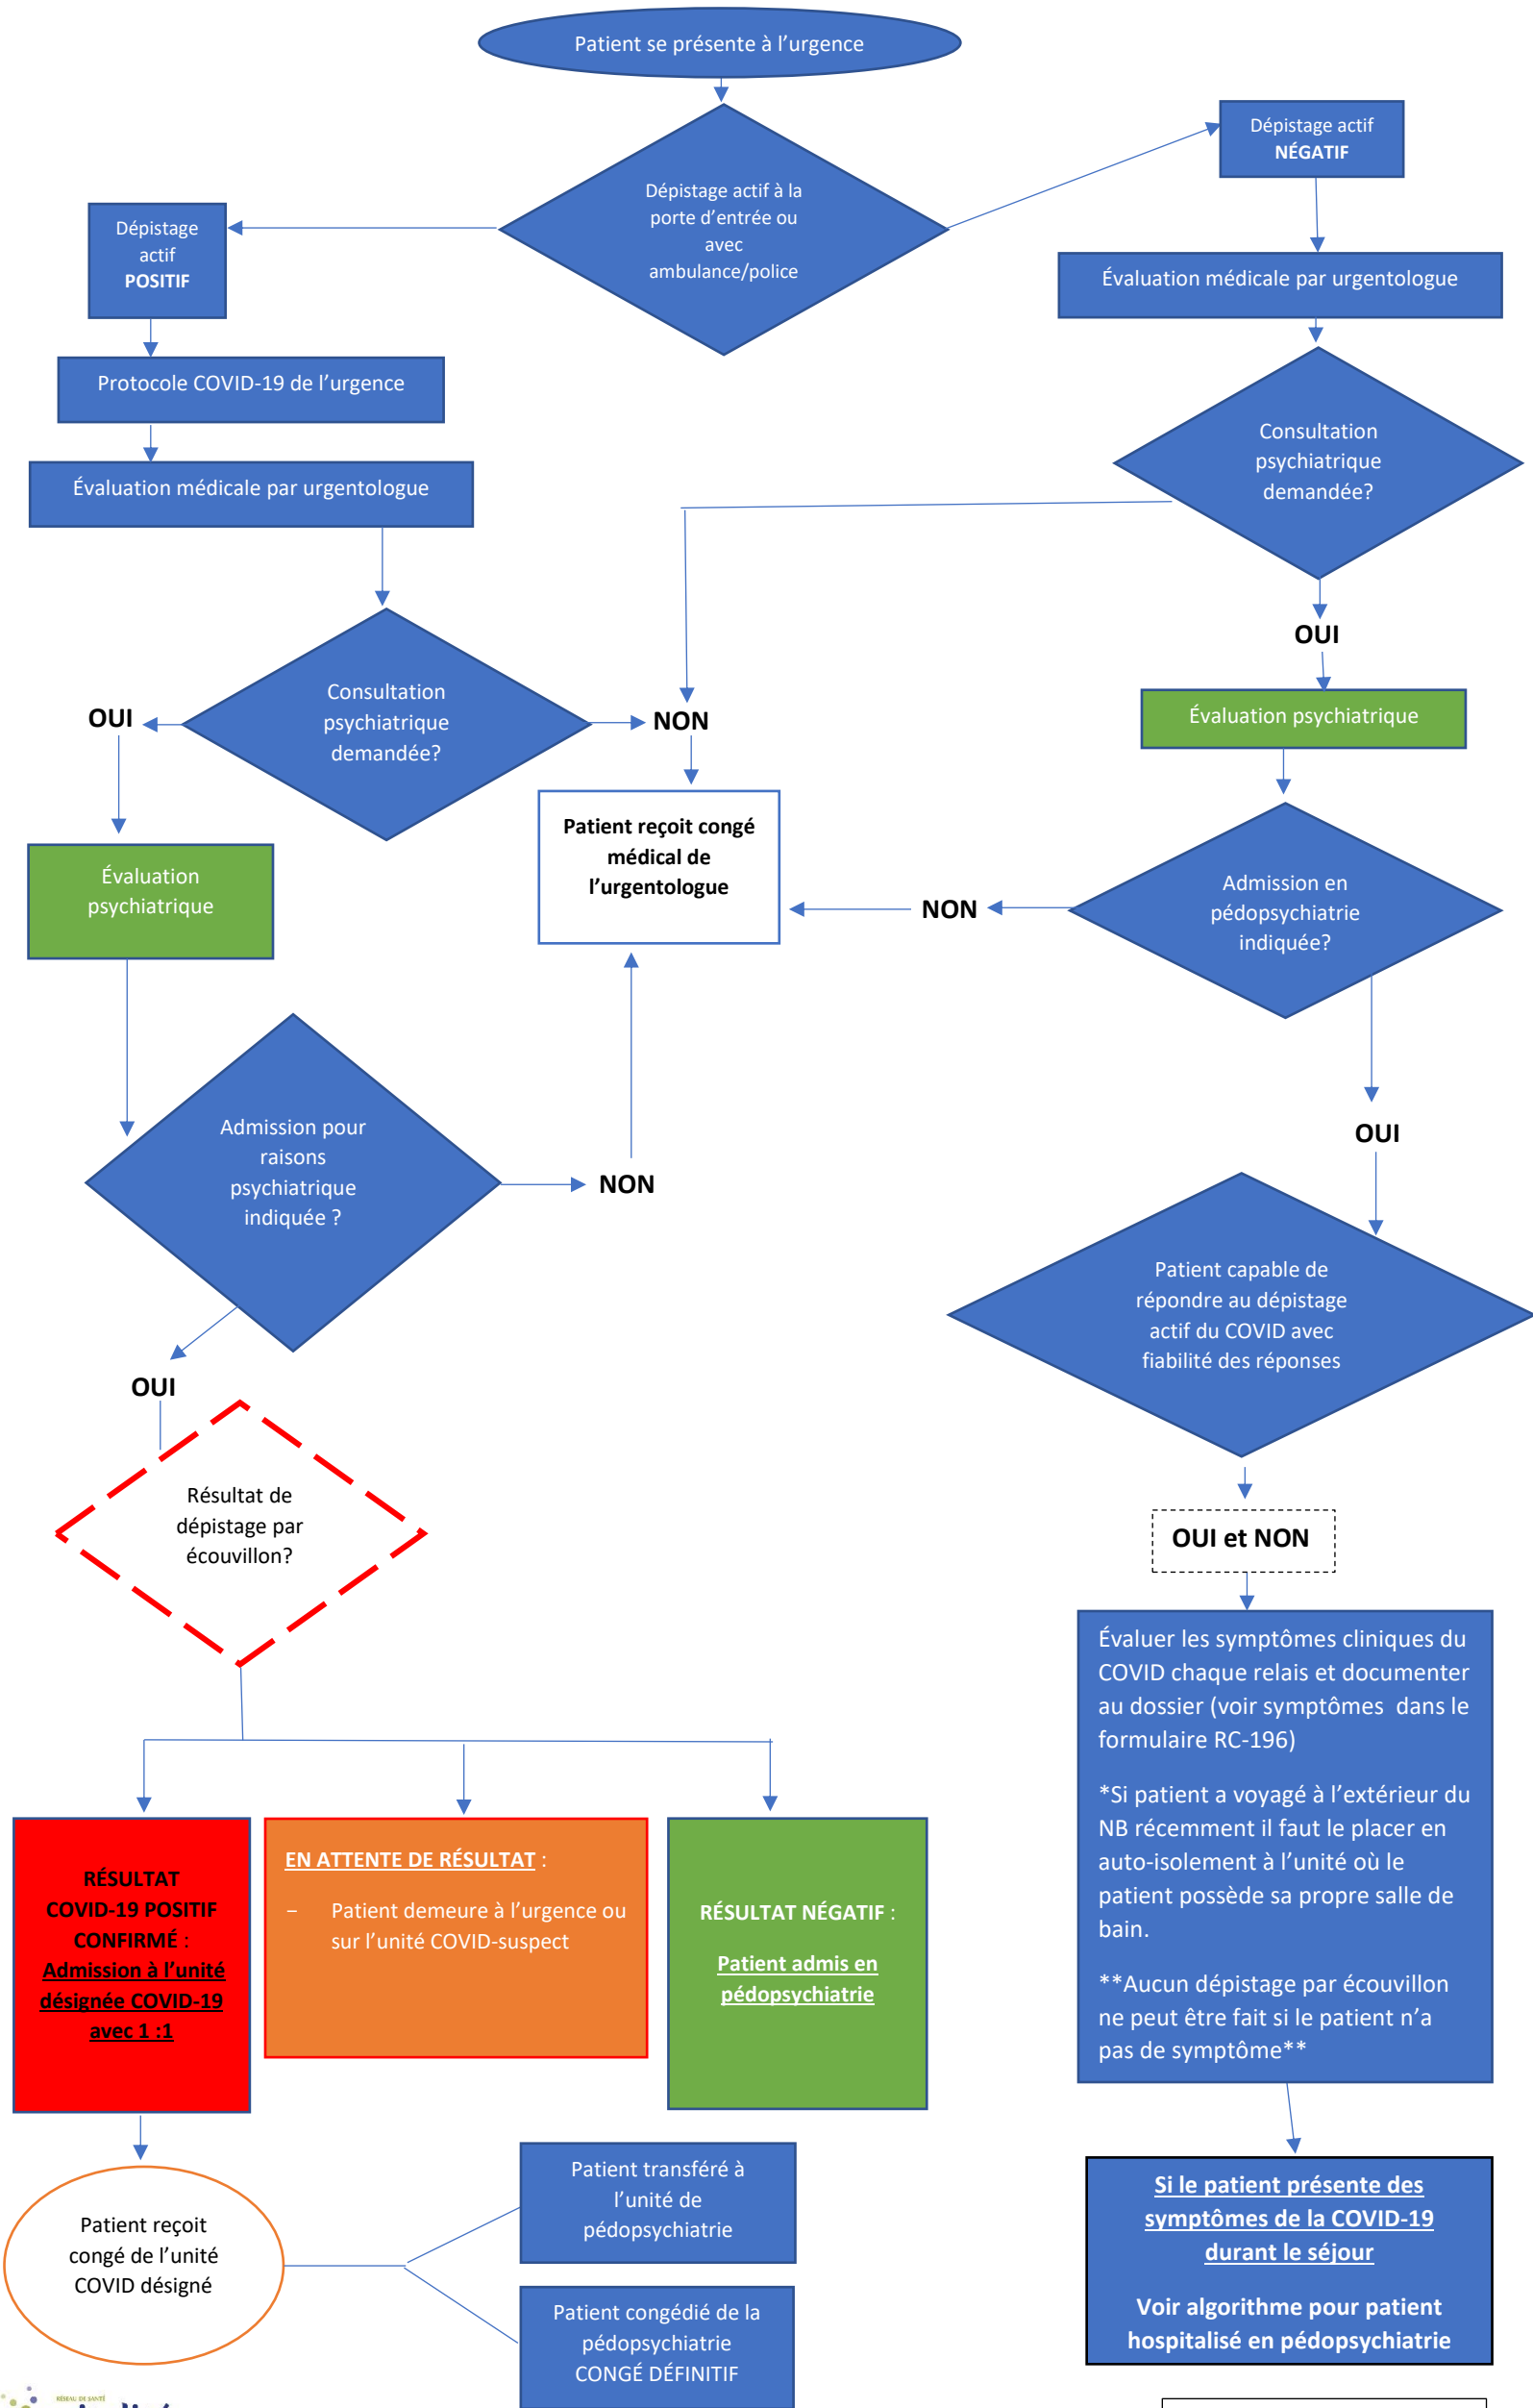 Patient se présente à l’urgence
Dépistage actif
NÉGATIF
Dépistage actif à la
porte d’entrée ou
avec
ambulance/police
Dépistage
actif
POSITIF
Évaluation médicale par urgentologue
Protocole COVID-19 de l’urgence
Consultation
psychiatrique
demandée?
Évaluation médicale par urgentologue
OUI
Consultation
psychiatrique
demandée?
OUI
NON
Évaluation psychiatrique
Patient reçoit congé
médical de
l’urgentologue
Évaluation
psychiatrique
Admission en
pédopsychiatrie
indiquée?
NON
Admission pour
raisons
psychiatrique
indiquée ?
NON
OUI
Patient capable de
répondre au dépistage
actif du COVID avec
fiabilité des réponses
OUI
Résultat de
dépistage par
écouvillon?
OUI et NON
Évaluer les symptômes cliniques du
COVID chaque relais et documenter
au dossier (voir symptômes  dans le
formulaire RC-196)
*Si patient a voyagé à l’extérieur du
NB récemment il faut le placer en
auto-isolement à l’unité où le
patient possède sa propre salle de
bain.
**Aucun dépistage par écouvillon
ne peut être fait si le patient n’a
pas de symptôme**
RÉSULTAT
COVID-19 POSITIF
CONFIRMÉ :
Admission à l’unité
désignée COVID-19
avec 1 :1
EN ATTENTE DE RÉSULTAT :
– Patient demeure à l’urgence ou
sur l’unité COVID-suspect
RÉSULTAT NÉGATIF :
Patient admis en
pédopsychiatrie
Patient reçoit
congé de l’unité
COVID désigné
Patient transféré à
l’unité de
pédopsychiatrie
Patient congédié de la
pédopsychiatrie
CONGÉ DÉFINITIF
Si le patient présente des
symptômes de la COVID-19
durant le séjour
Voir algorithme pour patient
hospitalisé en pédopsychiatrie
RÉSEAU DE SANTÉ